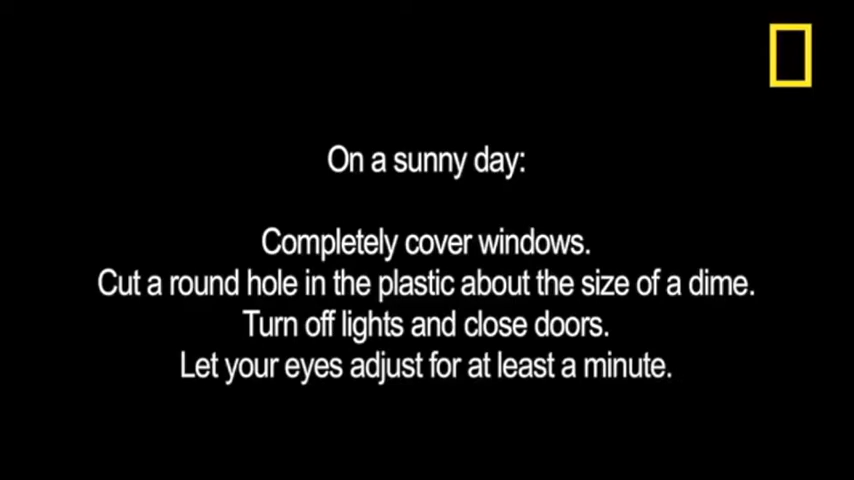 On a sunny day:
Completely cover windows.
Cut a round hole in the plastic about the size of a dime.
Turn off lights and close doors.
Let your eyes adjust for at least a minute.